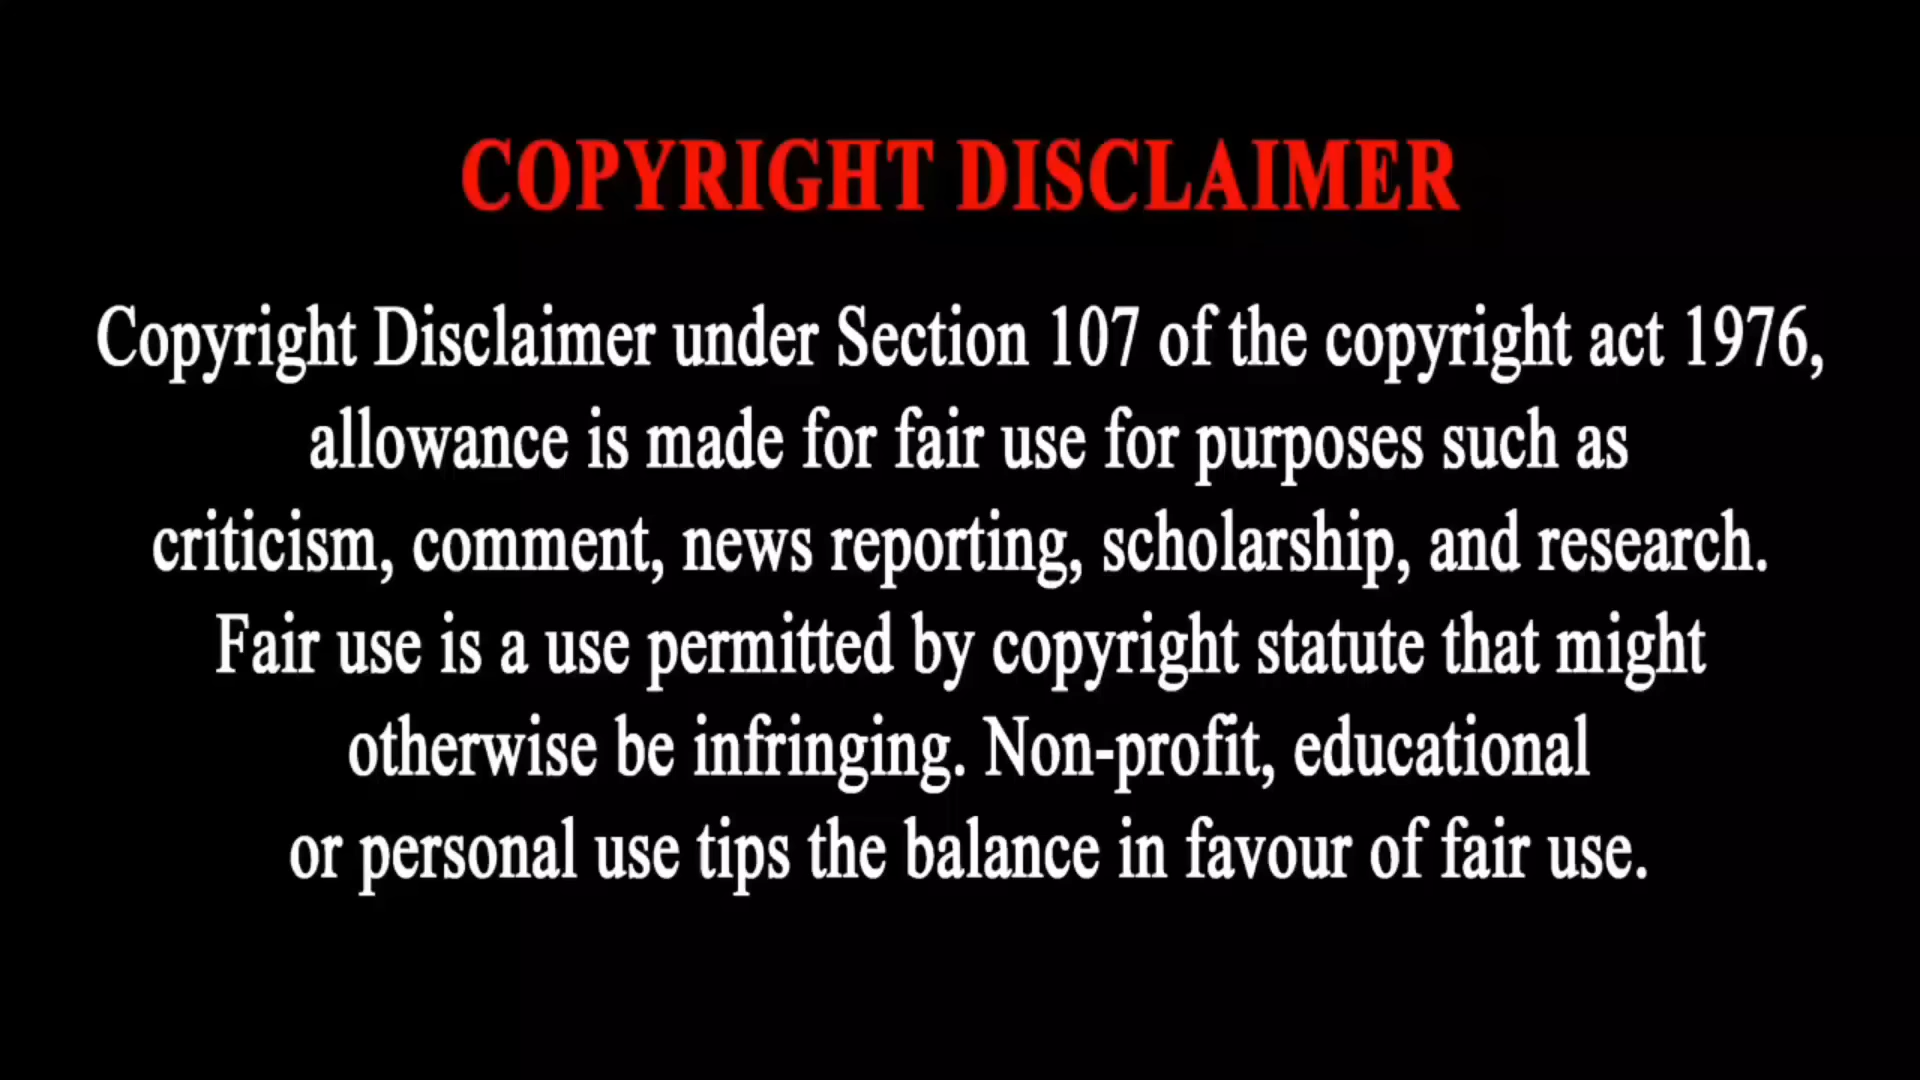 COPYRIGHT DISCLAIMER
Copyright Disclaimer under Section 107 of the copyright act 1976,
allowance is made for fair use for purposes such as
criticism, comment, news reporting, scholarship, and research.
Fair use is a use permitted by copyright statute that might
otherwise be infringing. Non-profit, educational
or personal use tips the balance in favour of fair use.